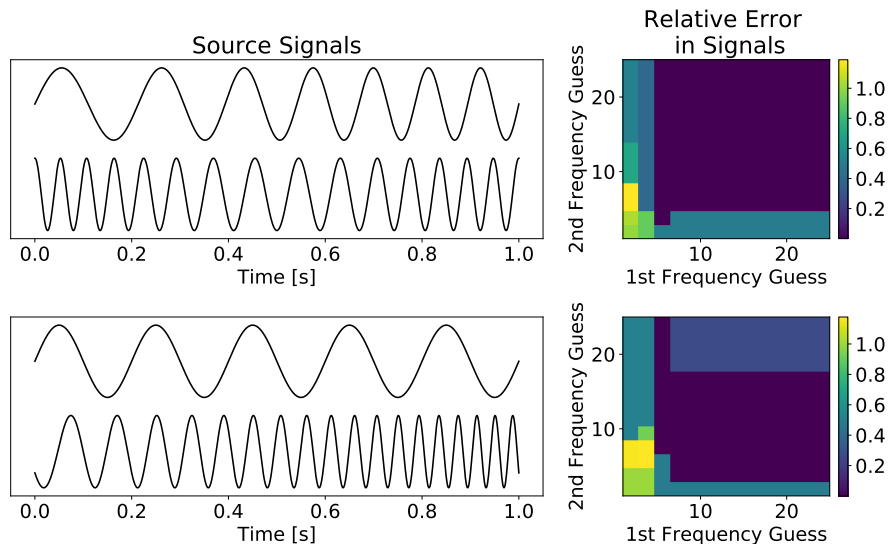 Source Signals
Relative Error
in Signals
2nd Frequency Guess
20
10
1.0
0.8
0.6
0.4
0.2
0.0 0.2 0.4 0.6 0.8 1.0
Time [s]
10 20
1st Frequency Guess
2nd Frequency Guess
20
10
1.0
0.8
0.6
0.4
0.2
0.0 0.2 0.4 0.6 0.8 1.0
Time [s]
10 20
1st Frequency Guess